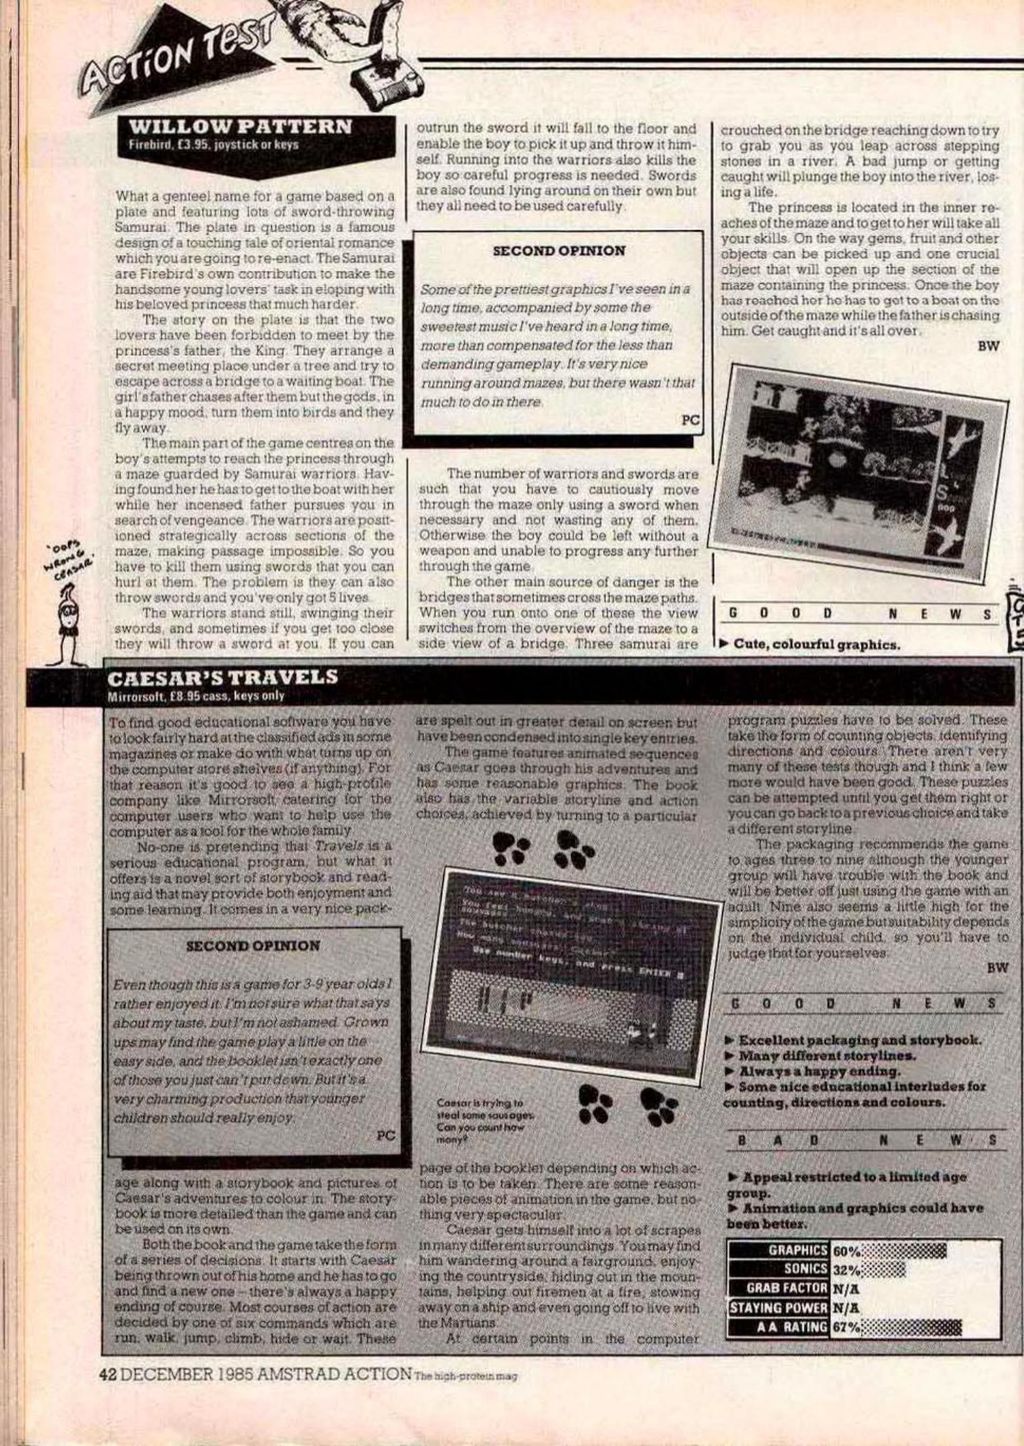 ACTION TEST
WILLOW PATTERN
Firebird, £3.95, joystick or keys
What a genteel name for a game based on a
plate and featuring lots of sword-throwing
Samurai. The plate in question is a famous
design of a touching tale of oriental romance
which you are going to re-enact. The Samurai
are Firebird's own contribution to make the
handsome young lovers' task in eloping with
his beloved princess that much harder.
The story on the plate is that the two
lovers have been forbidden to meet by the
princess's father, the King. They arrange a
secret meeting place under a tree and try to
escape across a bridge to a waiting boat. The
girl's father chases after them but the gods, in
a happy mood, turn them into birds and they
fly away.
The main part of the game centres on the
boy's attempts to reach the princess through
a maze guarded by Samurai warriors. Hav-
ing found her he has to get to the boat with her
while her incensed father pursues you in
search of vengeance. The warriors are posit-
ioned strategically across sections of the
maze, making passage impossible. So you
have to kill them using swords that you can
hurl at them. The problem is they can also
throw swords and you've only got 5 lives.
The warriors stand still, swinging their
swords, and sometimes if you get too close
they will throw a sword at you. If you can
outrun the sword it will fall to the floor and
enable the boy to pick it up and throw it him-
self. Running into the warriors also kills the
boy so careful progress is needed. Swords
are also found lying around on their own but
they all need to be used carefully.
SECOND OPINION
Some of the prettiest graphics I've seen in a
long time, accompanied by some the
sweetest music I've heard in a long time,
more than compensated for the less than
demanding gameplay. It's very nice
running around mazes, but there wasn't that
much to do in there.
PC
The number of warriors and swords are
such that you have to cautiously move
through the maze only using a sword when
necessary and not wasting any of them.
Otherwise the boy could be left without a
weapon and unable to progress any further
through the game.
The other main source of danger is the
bridges that sometimes cross the maze paths.
When you run onto one of these the view
switches from the overview of the maze to a
side view of a bridge. Three samurai are
crouched on the bridge reaching down to try
to grab you as you leap across stepping
stones in a river. A bad jump or getting
caught will plunge the boy into the river, los-
ing a life.
The princess is located in the inner re-
aches of the maze and to get to her will take all
your skills. On the way gems, fruit and other
objects can be picked up and one crucial
object that will open up the section of the
maze containing the princess. Once the boy
has reached her he has to get to a boat on the
outside of the maze while the father is chasing
him. Get caught and it's all over.
BW
GOOD NEWS
► Cute, colourful graphics.
OOPS
WRONG
CEASAR
CAESAR'S TRAVELS
Mirrorsoft, £8.95 cass, keys only
To find good educational software you have
to look fairly hard at the classified ads in some
magazines or make do with what turns up on
the computer store shelves (if anything). For
that reason it's good to see a high-profile
company like Mirrorsoft catering for the
computer users who want to help use the
computer as a tool for the whole family.
No-one is pretending that Travels is a
serious educational program, but what it
offers is a novel sort of storybook and read-
ing aid that may provide both enjoyment and
some learning. It comes in a very nice pack-
SECOND OPINION
Even though this is a game for 3-9 year olds I
rather enjoyed it. I'm not sure what that says
about my taste, but I'm not ashamed. Grown
ups may find the game play a little on the
easy side, and the booklet isn't exactly one
of those you just can't put down. But it's a
very charming production that younger
children should really enjoy.
PC
age along with a storybook and pictures of
Caesar's adventures to colour in. The story-
book is more detailed than the game and can
be used on its own.
Both the book and the game take the form
of a series of decisions. It starts with Caesar
being thrown out of his home and he has to go
and find a new one – there's always a happy
ending of course. Most courses of action are
decided by one of six commands which are
run, walk, jump, climb, hide or wait. These
are spelt out in greater detail on screen but
have been condensed into single key entries.
The game features animated sequences
as Caesar goes through his adventures and
has some reasonable graphics. The book
also has the variable storyline and action
choices, achieved by turning to a particular
Use number keys, and press ENTER
Caesar is trying to
steal some sausages.
Can you count how
many?
page of the booklet depending on which ac-
tion is to be taken. There are some reason-
able pieces of animation in the game, but no-
thing very spectacular.
Caesar gets himself into a lot of scrapes
in many different surroundings. You may find
him wandering around a fairground, enjoy-
ing the countryside, hiding out in the moun-
tains, helping out firemen at a fire, stowing
away on a ship and even going off to live with
the Martians.
At certain points in the computer
program puzzles have to be solved. These
take the form of counting objects, identifying
directions and colours. There aren't very
many of these tests though and I think a few
more would have been good. These puzzles
can be attempted until you get them right or
you can go back to a previous choice and take
a different storyline.
The packaging recommends the game
to ages three to nine although the younger
group will have trouble with the book and
will be better off just using the game with an
adult. Nine also seems a little high for the
simplicity of the game but suitability depends
on the individual child, so you'll have to
judge that for yourselves.
BW
GOOD NEWS
► Excellent packaging and storybook.
► Many different storylines.
► Always a happy ending.
► Some nice educational interludes for
counting, directions and colours.
BAD NEWS
► Appeal restricted to a limited age
group.
► Animation and graphics could have
been better.
GRAPHICS 60%
SONICS 32%
GRAB FACTOR N/A
STAYING POWER N/A
AA RATING 67%
42 DECEMBER 1985 AMSTRAD ACTION The high-protein mag